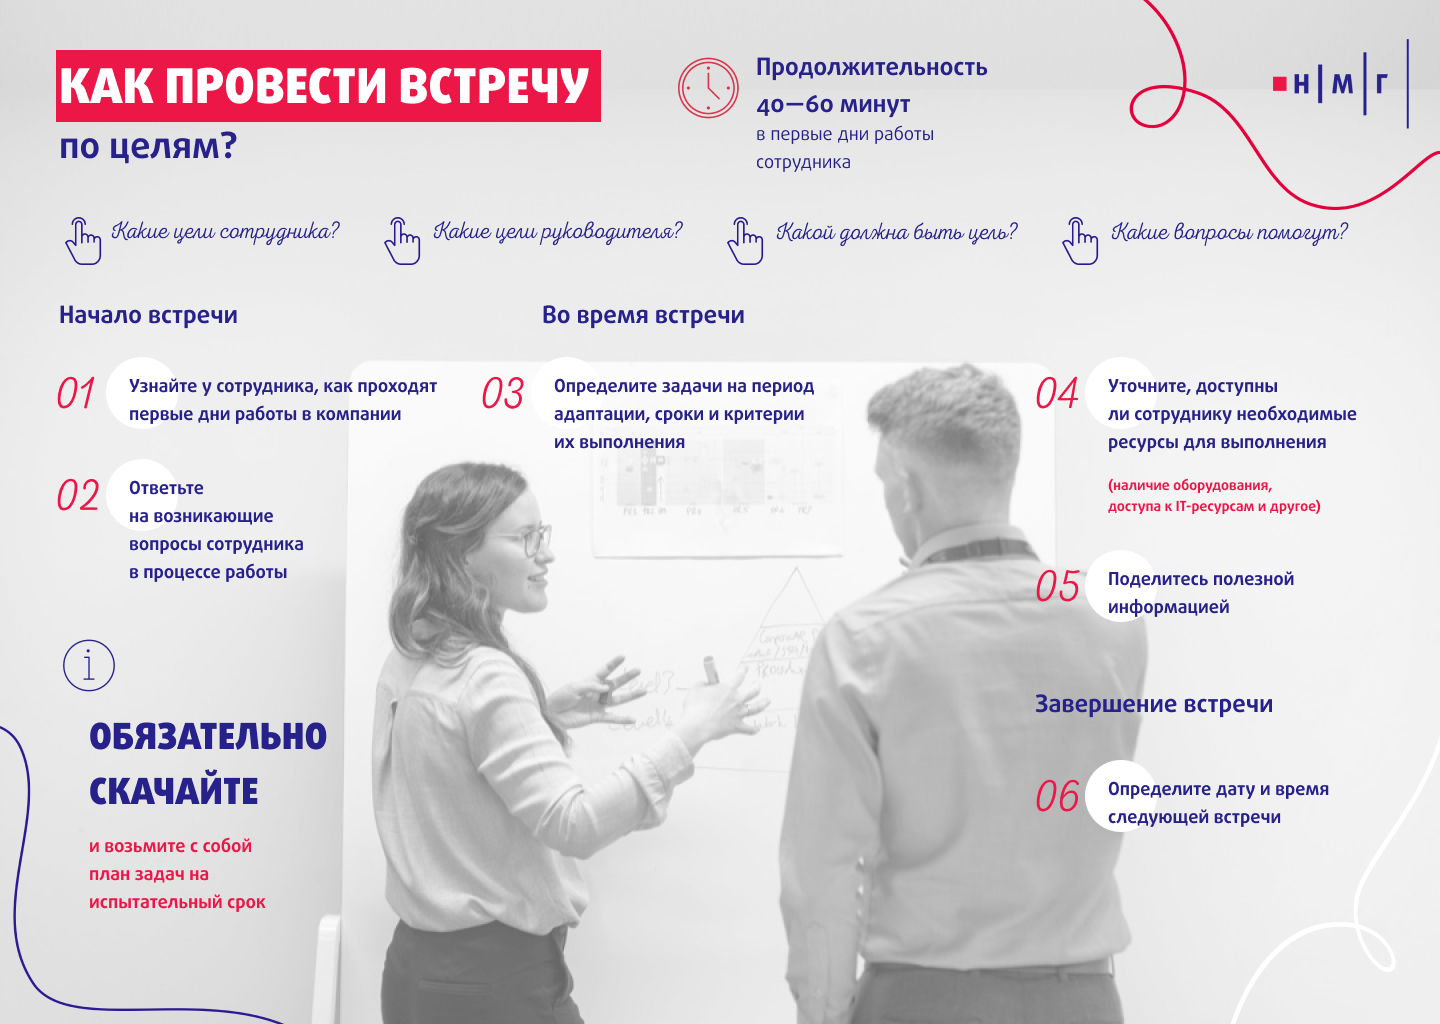 КАК ПРОВЕСТИ ВСТРЕЧУ
по целям?
Продолжительность
40—60 минут
в первые дни работы
сотрудника
Н|М|Г
Какие цели сотрудника?
Какие цели руководителя?
Какой должна быть цель?
Какие вопросы помогут?
Начало встречи
01
Узнайте у сотрудника, как проходят
первые дни работы в компании
02
Ответьте
на возникающие
вопросы сотрудника
в процессе работы
i
ОБЯЗАТЕЛЬНО
СКАЧАЙТЕ
и возьмите с собой
план задач на
испытательный срок
Во время встречи
03
Определите задачи на период
адаптации, сроки и критерии
их выполнения
04
Уточните, доступны
ли сотруднику необходимые
ресурсы для выполнения
(наличие оборудования,
доступа к IT-ресурсам и другое)
05
Поделитесь полезной
информацией
Завершение встречи
06
Определите дату и время
следующей встречи